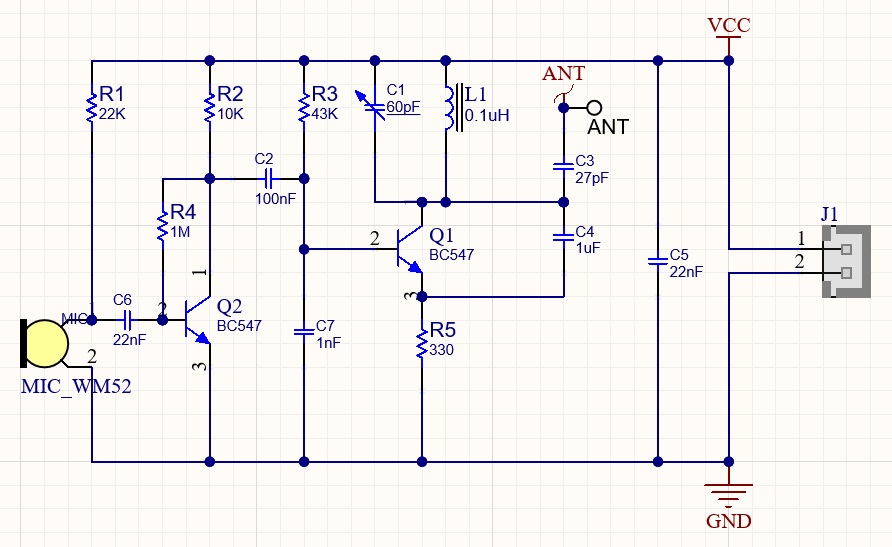 VCC
ANT
R1
22K
R2
10K
R3
43K
C1
60pF
L1
0.1uH
ANT
C2
100nF
C3
27pF
R4
1M
2
Q1
BC547
C4
1uF
J1
1
2
C5
22nF
1
3
MIC
1
C6
22nF
2
Q2
BC547
C7
1nF
R5
330
2
3
MIC_WM52
GND